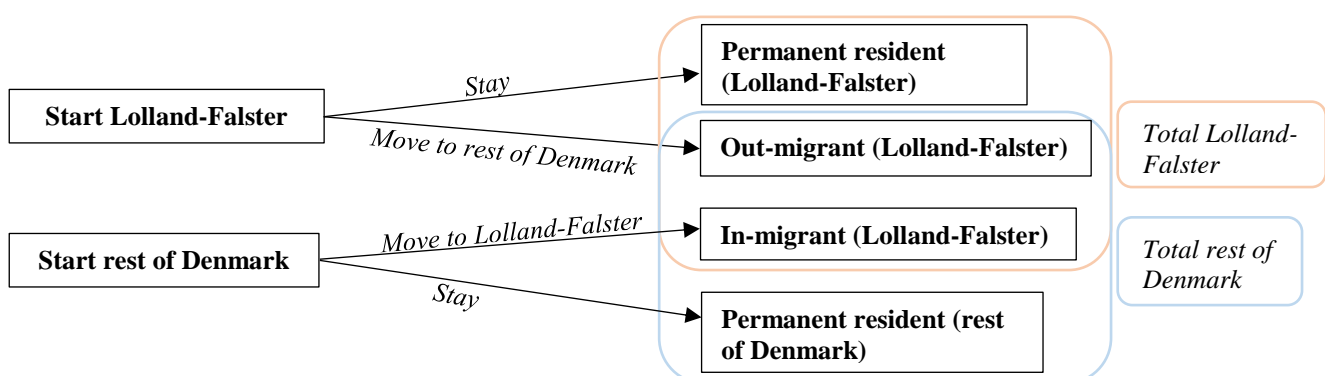 Start Lolland-Falster
Start rest of Denmark
Stay
Move to rest of Denmark
Move to Lolland-Falster
Stay
Permanent resident
(Lolland-Falster)
Out-migrant (Lolland-Falster)
In-migrant (Lolland-Falster)
Permanent resident (rest
of Denmark)
Total Lolland-
Falster
Total rest of
Denmark